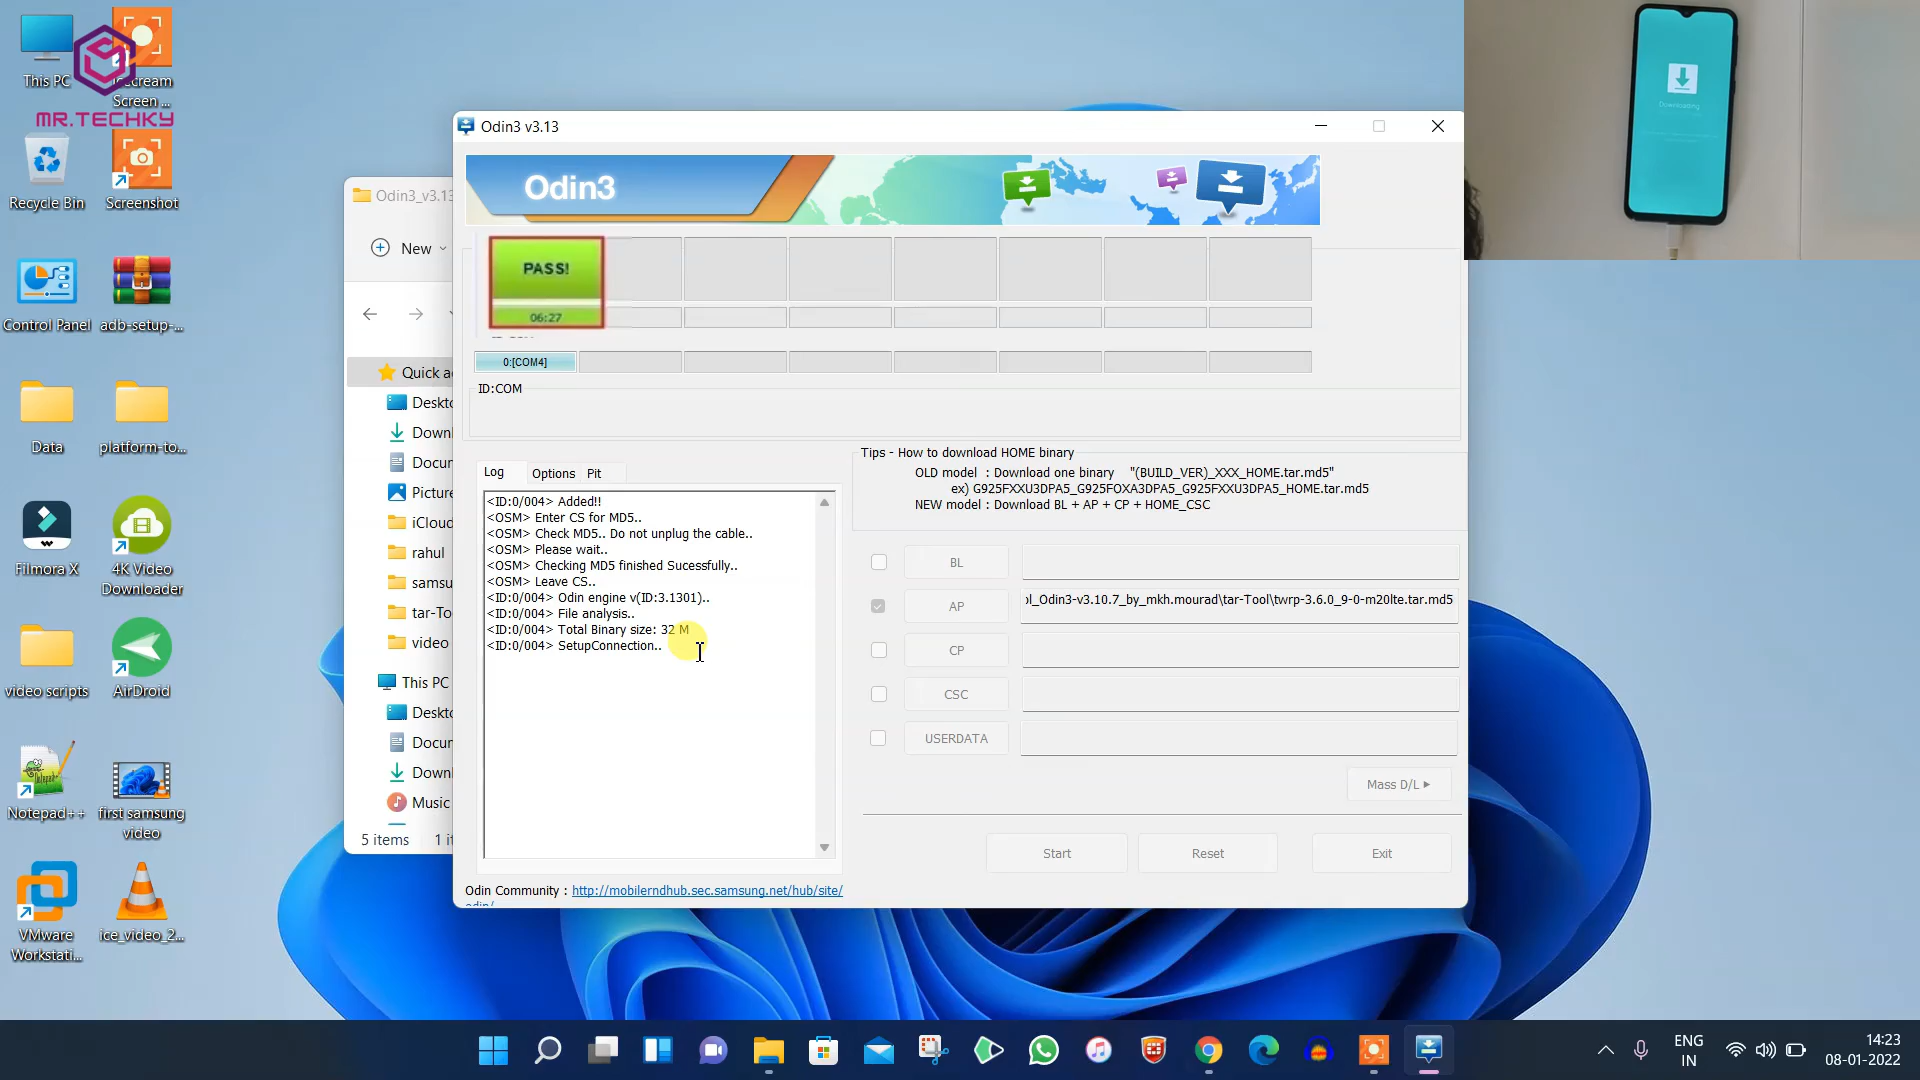 This PC
cream
Screen ...
MR.TECHKY
Recycle Bin
Screenshot
Control Panel
adb-setup-...
Data
platform-to...
Filmora X
4K Video
Downloader
video scripts
AirDroid
Notepad++
first samsung
video
VMware
Workstati...
ice_video_2...
Odin3_v3.13
New
Quick a
Deskt
Down
Docur
Picture
iCloud
rahul
samsu
tar-To
video
This PC
Deskt
Docur
Down
Music
5 items
Odin3 v3.13
Odin3
PASS!
06:27
0:[COM4]
ID:COM
Log
Options
Pit
<ID:0/004> Added!!
<OSM> Enter CS for MD5..
<OSM> Check MD5.. Do not unplug the cable..
<OSM> Please wait..
<OSM> Checking MD5 finished Sucessfully..
<OSM> Leave CS..
<ID:0/004> Odin engine v(ID:3.1301)..
<ID:0/004> File analysis..
<ID:0/004> Total Binary size: 32 M
<ID:0/004> SetupConnection..
Odin Community : http://mobilerndhub.sec.samsung.net/hub/site/
odin/
Tips - How to download HOME binary
OLD model : Download one binary "(BUILD_VER)_XXX_HOME.tar.md5"
ex) G925FXXU3DPA5_G925FOXA3DPA5_G925FXXU3DPA5_HOME.tar.md5
NEW model : Download BL + AP + CP + HOME_CSC
BL
AP
ol_Odin3-v3.10.7_by_mkh.mourad\tar-Tool\twrp-3.6.0_9-0-m20lte.tar.md5
CP
CSC
USERDATA
Mass D/L
Start
Reset
Exit
Downloading
ENG
IN
14:23
08-01-2022